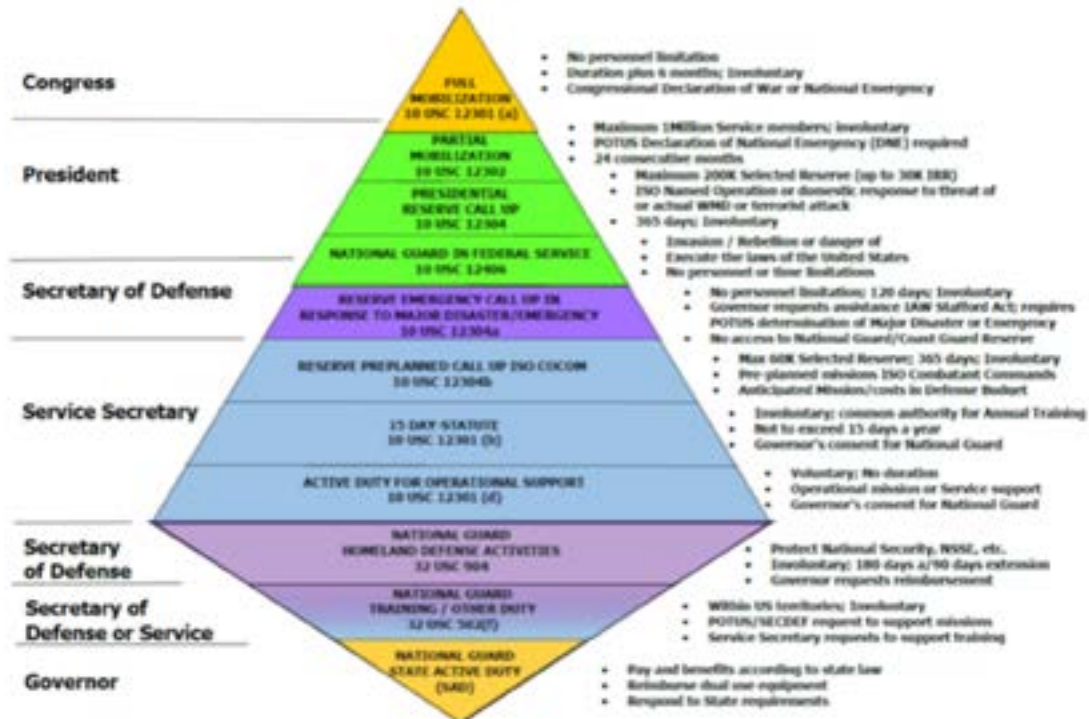 Congress
FULL
MOBILIZATION
10 USC 12301 (a)
• No personnel limitation
• Duration plus 6 months; Involuntary
• Congressional Declaration of War or National Emergency
President
PARTIAL
MOBILIZATION
10 USC 12302
• Maximum 1Million Service members; involuntary
• POTUS Declaration of National Emergency (DNE) required
• 24 consecutive months
PRESIDENTIAL
RESERVE CALL UP
10 USC 12304
• Maximum 200K Selected Reserve (up to 30K IRR)
• ISO Named Operation or domestic response to threat of
or actual WMD or terrorist attack
• 365 days; Involuntary
NATIONAL GUARD IN FEDERAL SERVICE
10 USC 12406
• Invasion / Rebellion or danger of
• Execute the laws of the United States
• No personnel or time limitations
Secretary of Defense
RESERVE EMERGENCY CALL UP IN
RESPONSE TO MAJOR DISASTER/EMERGENCY
10 USC 12304a
• No personnel limitation; 120 days; Involuntary
• Governor requests assistance IAW Stafford Act; requires
POTUS determination of Major Disaster or Emergency
• No access to National Guard/Coast Guard Reserve
Service Secretary
RESERVE PREPLANNED CALL UP ISO COCOM
10 USC 12304b
• Max 60K Selected Reserve; 365 days; Involuntary
• Pre-planned missions ISO Combatant Commands
• Anticipated Mission/costs in Defense Budget
15 DAY STATUTE
10 USC 12301 (b)
• Involuntary; common authority for Annual Training
• Not to exceed 15 days a year
• Governor's consent for National Guard
ACTIVE DUTY FOR OPERATIONAL SUPPORT
10 USC 12301 (d)
• Voluntary; No duration
• Operational mission or Service support
• Governor's consent for National Guard
Secretary
of Defense
NATIONAL GUARD
HOMELAND DEFENSE ACTIVITIES
32 USC 904
• Protect National Security, NSSE, etc.
• Involuntary; 180 days a/90 days extension
• Governor requests reimbursement
Secretary of
Defense or Service
NATIONAL GUARD
TRAINING / OTHER DUTY
32 USC 502(f)
• Within US territories; Involuntary
• POTUS/SECDEF request to support missions
• Service Secretary requests to support training
Governor
NATIONAL GUARD
STATE ACTIVE DUTY
(SAD)
• Pay and benefits according to state law
• Reimburse dual use equipment
• Respond to State requirements